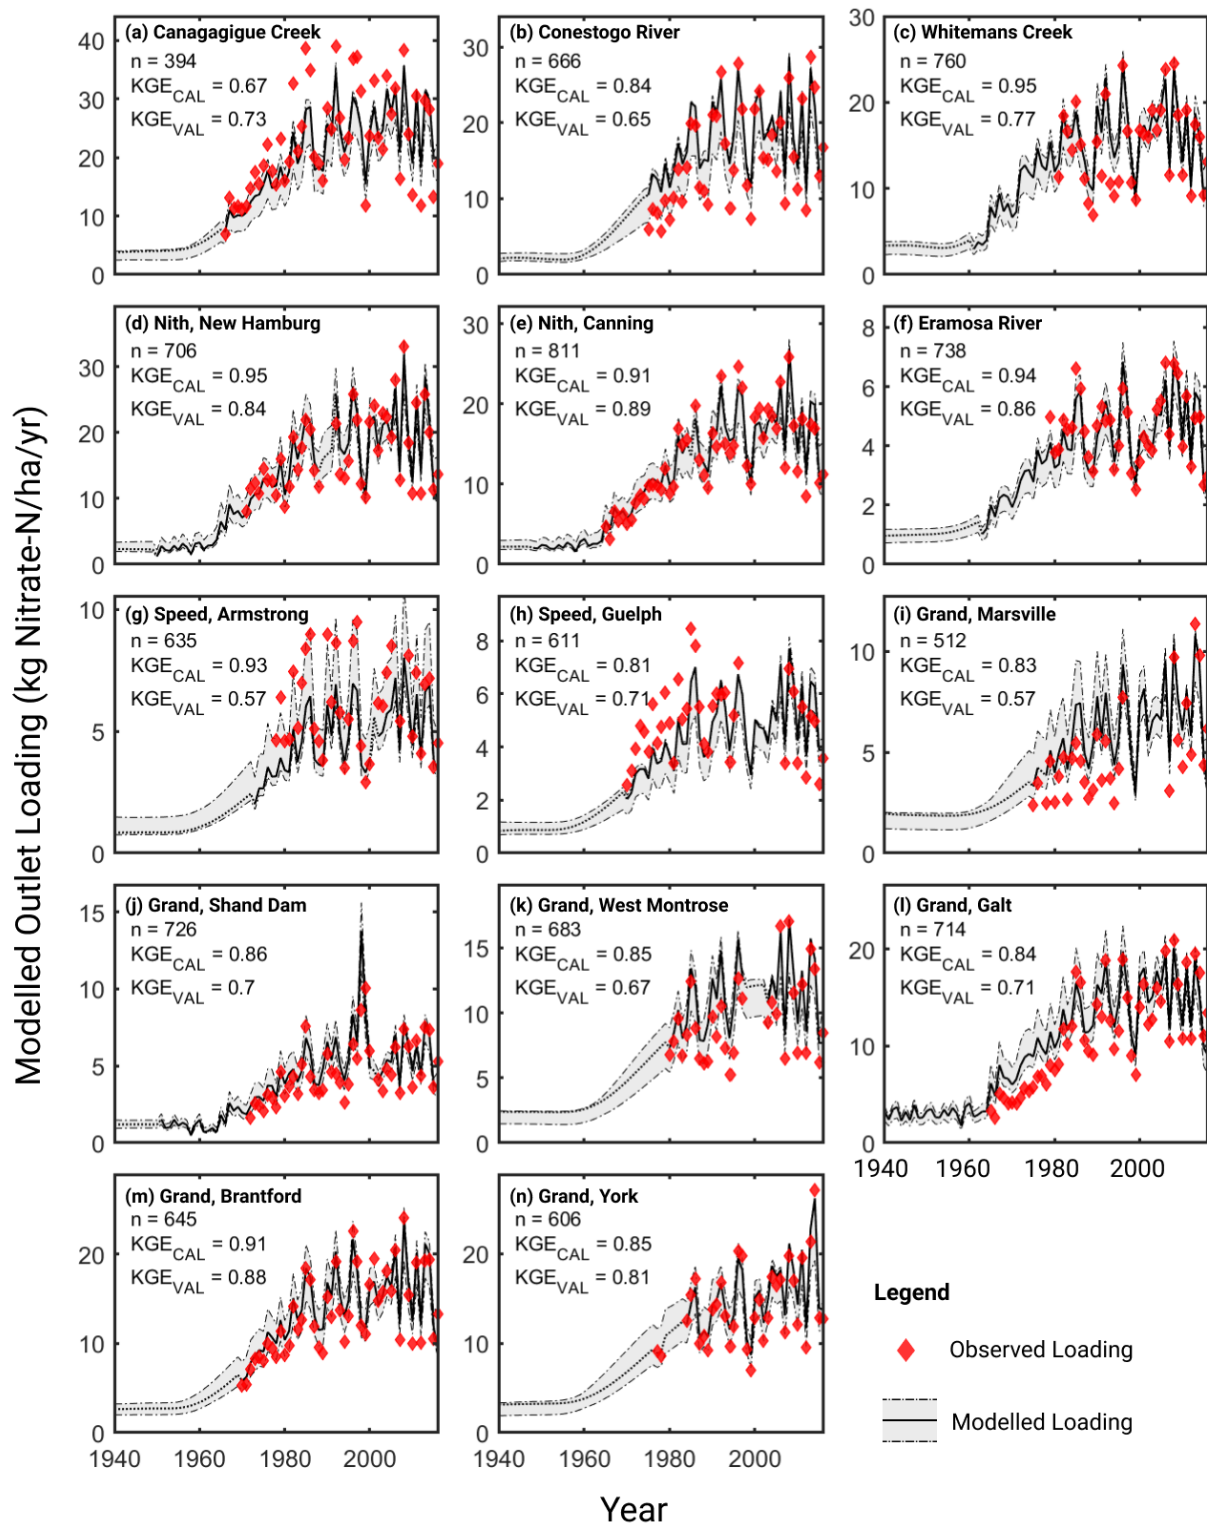 Modelled Outlet Loading (kg Nitrate-N/ha/yr)
(a) Canagagigue Creek
n = 394
KGE_CAL = 0.67
KGE_VAL = 0.73
40
30
20
10
0
(b) Conestogo River
n = 666
KGE_CAL = 0.84
KGE_VAL = 0.65
30
20
10
0
(c) Whitemans Creek
n = 760
KGE_CAL = 0.95
KGE_VAL = 0.77
30
20
10
0
(d) Nith, New Hamburg
n = 706
KGE_CAL = 0.95
KGE_VAL = 0.84
30
20
10
0
(e) Nith, Canning
n = 811
KGE_CAL = 0.91
KGE_VAL = 0.89
30
20
10
0
(f) Eramosa River
n = 738
KGE_CAL = 0.94
KGE_VAL = 0.86
8
6
4
2
0
(g) Speed, Armstrong
n = 635
KGE_CAL = 0.93
KGE_VAL = 0.57
10
5
0
(h) Speed, Guelph
n = 611
KGE_CAL = 0.81
KGE_VAL = 0.71
8
6
4
2
0
(i) Grand, Marsville
n = 512
KGE_CAL = 0.83
KGE_VAL = 0.57
10
5
0
(j) Grand, Shand Dam
n = 726
KGE_CAL = 0.86
KGE_VAL = 0.7
15
10
5
0
(k) Grand, West Montrose
n = 683
KGE_CAL = 0.85
KGE_VAL = 0.67
15
10
5
0
(l) Grand, Galt
n = 714
KGE_CAL = 0.84
KGE_VAL = 0.71
20
10
0
1940 1960 1980 2000
(m) Grand, Brantford
n = 645
KGE_CAL = 0.91
KGE_VAL = 0.88
20
10
0
1940 1960 1980 2000
(n) Grand, York
n = 606
KGE_CAL = 0.85
KGE_VAL = 0.81
20
10
0
1940 1960 1980 2000
Legend
Observed Loading
Modelled Loading
Year